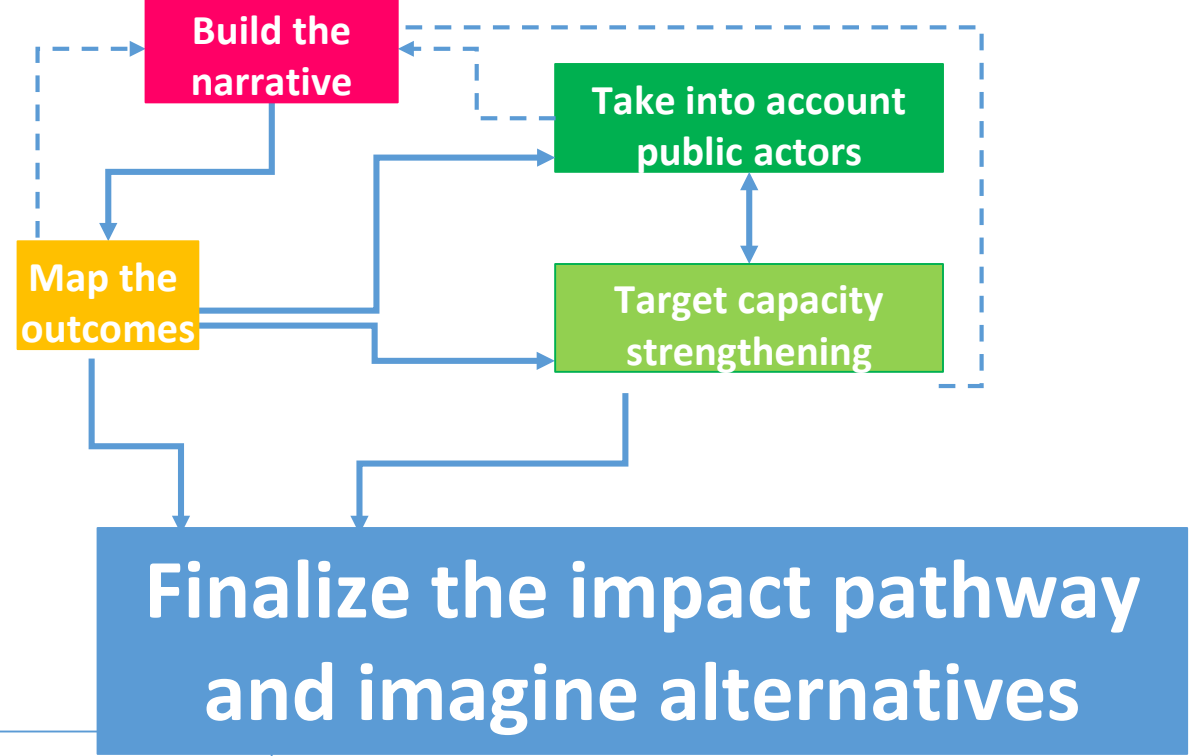 Build the
narrative
Take into account
public actors
Map the
outcomes
Target capacity
strengthening
Finalize the impact pathway
and imagine alternatives